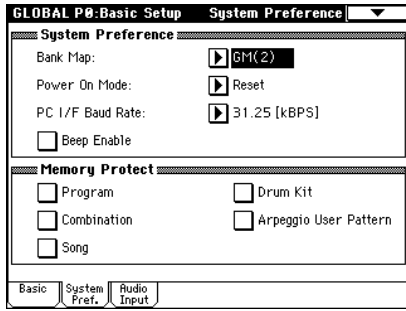 GLOBAL P0:Basic Setup System Preference
System Preference
Bank Map: GM(2)
Power On Mode: Reset
PC I/F Baud Rate: 31.25 [kBPS]
Beep Enable
Memory Protect
Program Drum Kit
Combination Arpeggio User Pattern
Song
Basic System Pref. Audio Input